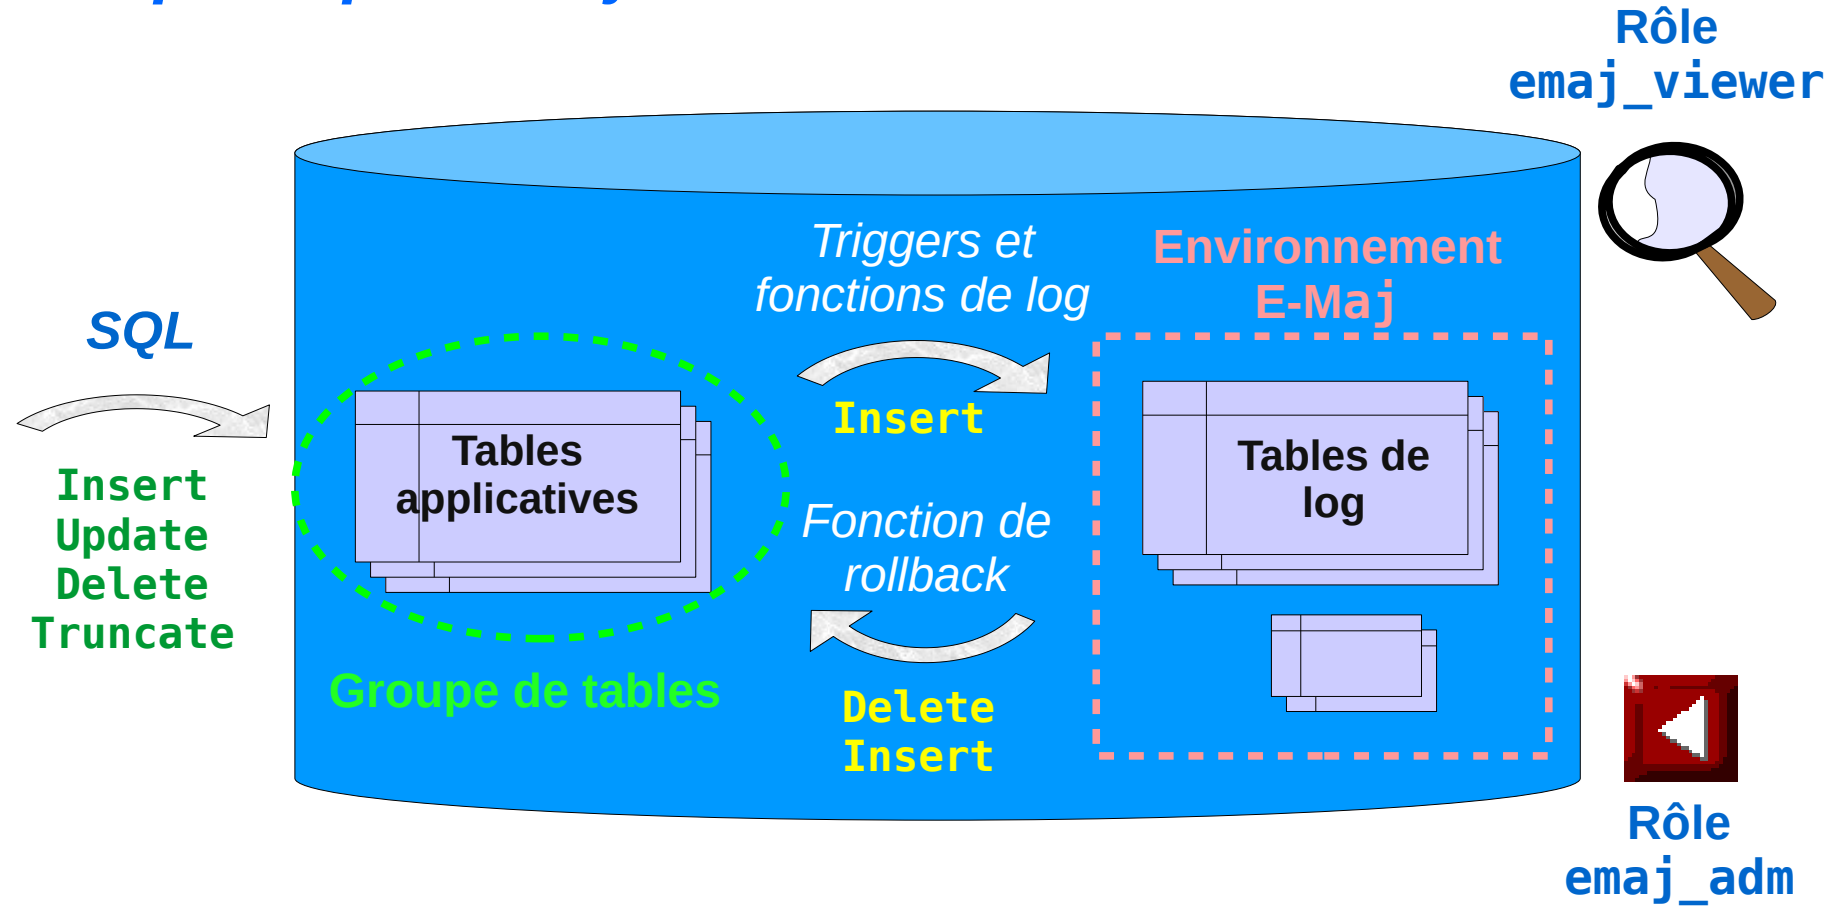 Rôle
emaj_viewer
Triggers et
fonctions de log
Environnement
E-Maj
SQL
Insert
Tables
applicatives
Tables de
log
Insert
Update
Delete
Truncate
Fonction de
rollback
Groupe de tables
Delete
Insert
Rôle
emaj_adm